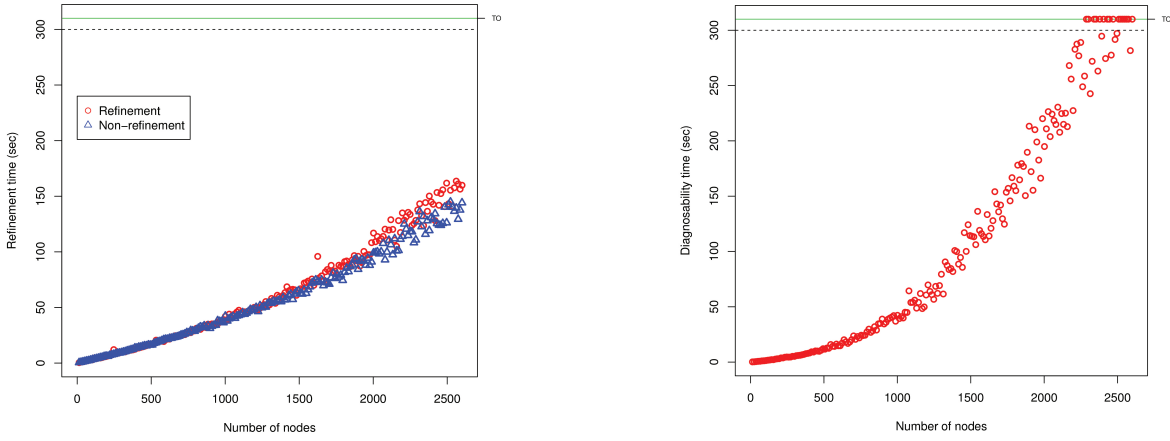 TO
300
250
200
150
100
50
0
Refinement time (sec)
Refinement
Non−refinement
0 500 1000 1500 2000 2500
Number of nodes
TO
300
250
200
150
100
50
0
Diagnosability time (sec)
0 500 1000 1500 2000 2500
Number of nodes